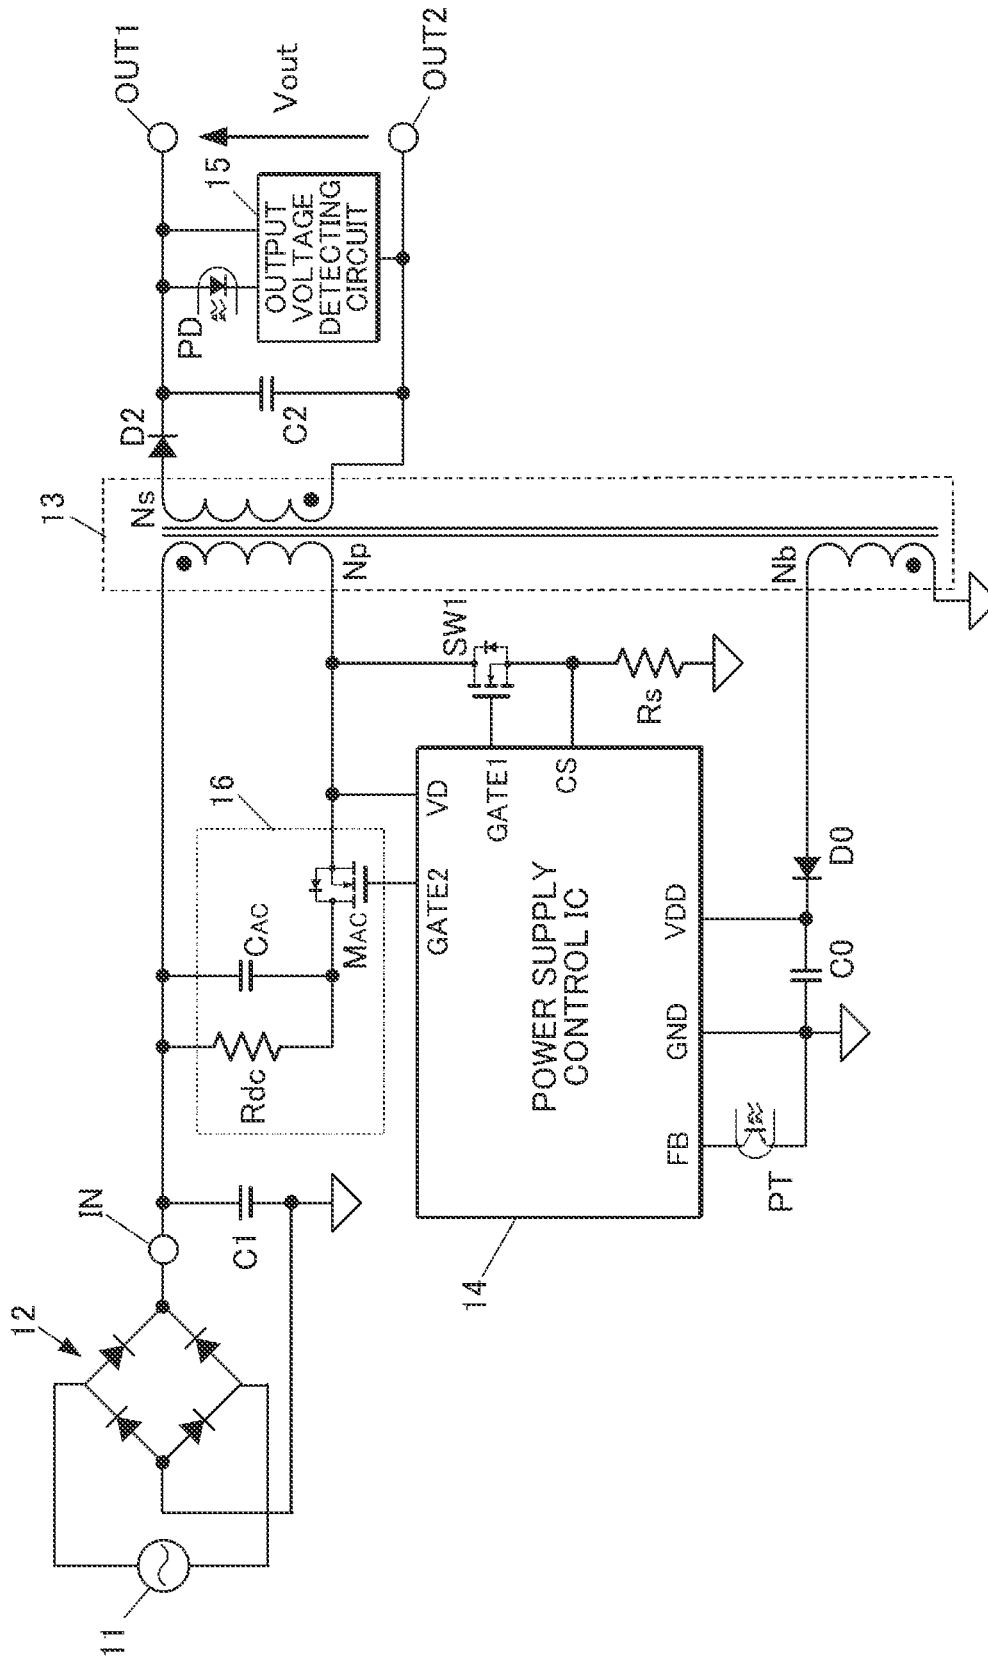 11
12
IN
C1
Rdc
CAC
16
MAC
13
Np
Ns
D2
C2
PD
15
OUTPUT
VOLTAGE
DETECTING
CIRCUIT
OUT1
Vout
OUT2
14
POWER SUPPLY
CONTROL IC
GATE2
VD
GATE1
CS
SW1
Rs
FB
GND
VDD
PT
C0
D0
Nb